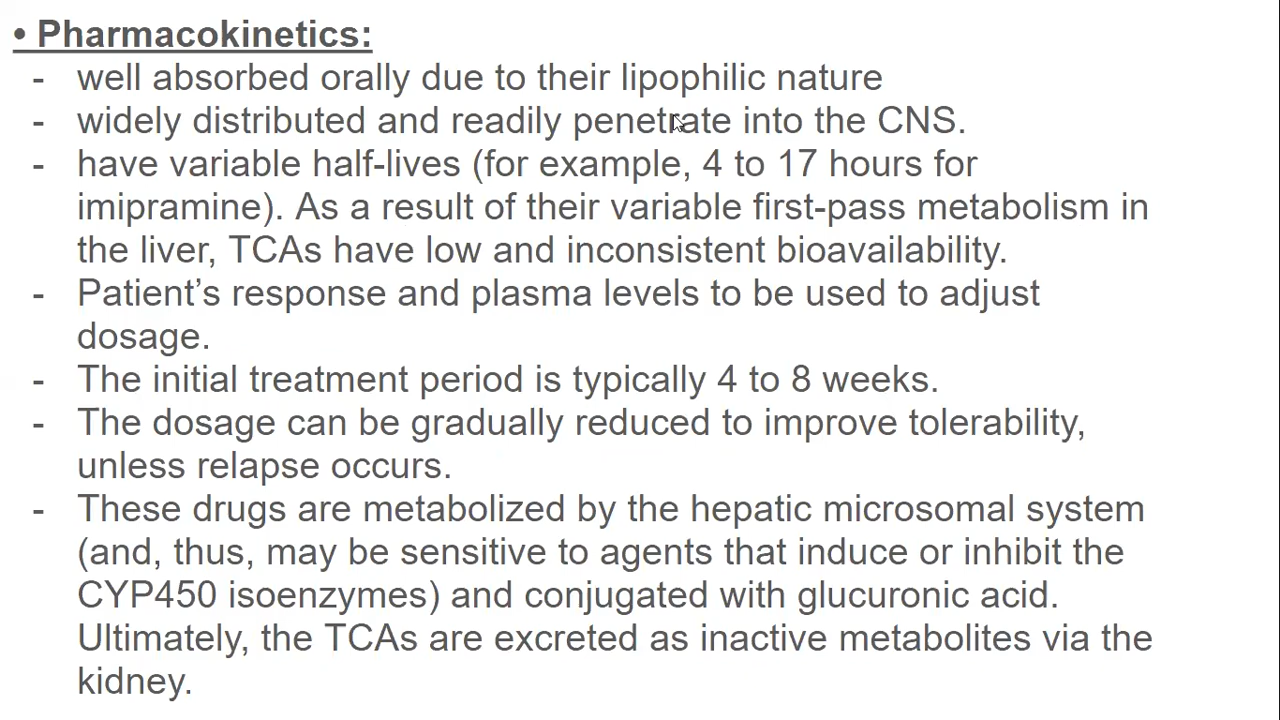 • Pharmacokinetics:
- well absorbed orally due to their lipophilic nature
- widely distributed and readily penetrate into the CNS.
- have variable half-lives (for example, 4 to 17 hours for
imipramine). As a result of their variable first-pass metabolism in
the liver, TCAs have low and inconsistent bioavailability.
- Patient’s response and plasma levels to be used to adjust
dosage.
- The initial treatment period is typically 4 to 8 weeks.
- The dosage can be gradually reduced to improve tolerability,
unless relapse occurs.
- These drugs are metabolized by the hepatic microsomal system
(and, thus, may be sensitive to agents that induce or inhibit the
CYP450 isoenzymes) and conjugated with glucuronic acid.
Ultimately, the TCAs are excreted as inactive metabolites via the
kidney.